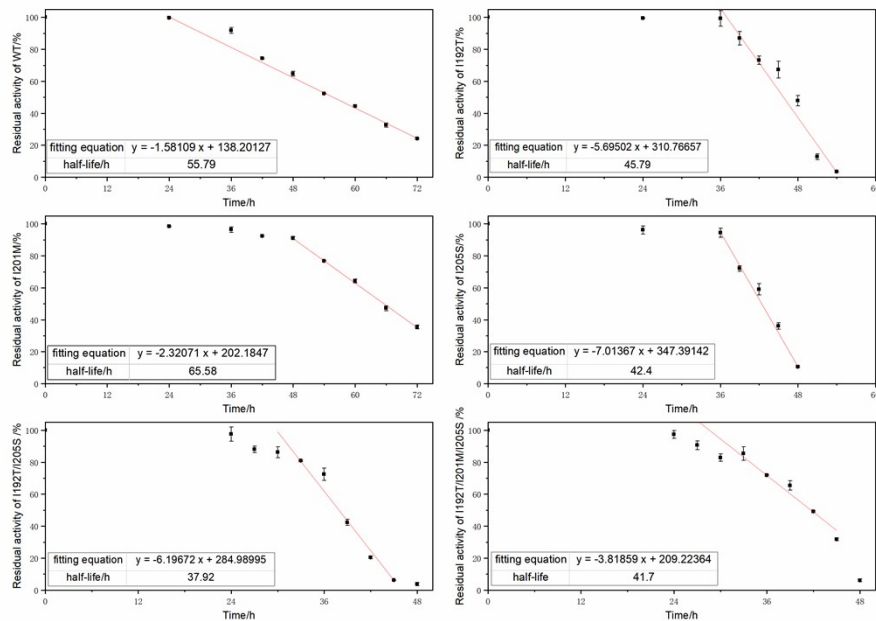 Residual activity of WT/%
100
80
60
40
20
0
fitting equation y = -1.58109 x + 138.20127
half-life/h 55.79
0 12 24 36 48 60 72
Time/h
Residual activity of I192T/%
100
80
60
40
20
0
fitting equation y = -5.69502 x + 310.76657
half-life/h 45.79
0 12 24 36 48 60
Time/h
Residual activity of I201M/%
100
80
60
40
20
0
fitting equation y = -2.32071 x + 202.1847
half-life/h 65.58
0 12 24 36 48 60 72
Time/h
Residual activity of I205S/%
100
80
60
40
20
0
fitting equation y = -7.01367 x + 347.39142
half-life/h 42.4
0 12 24 36 48 60
Time/h
Residual activity of I192T/I205S /%
100
80
60
40
20
0
fitting equation y = -6.19672 x + 284.98995
half-life/h 37.92
0 12 24 36 48
Time/h
Residual activity of I192T/I201M/I205S /%
100
80
60
40
20
0
fitting equation y = -3.81859 x + 209.22364
half-life 41.7
0 12 24 36 48
Time/h